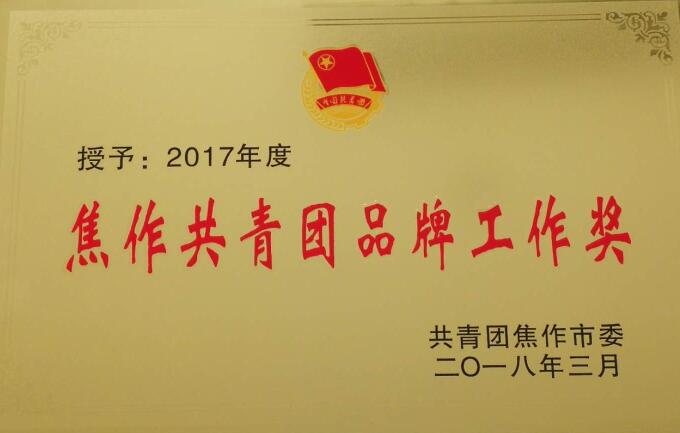 中国共青团
授予：2017年度
焦作共青团品牌工作奖
共青团焦作市委
二〇一八年三月